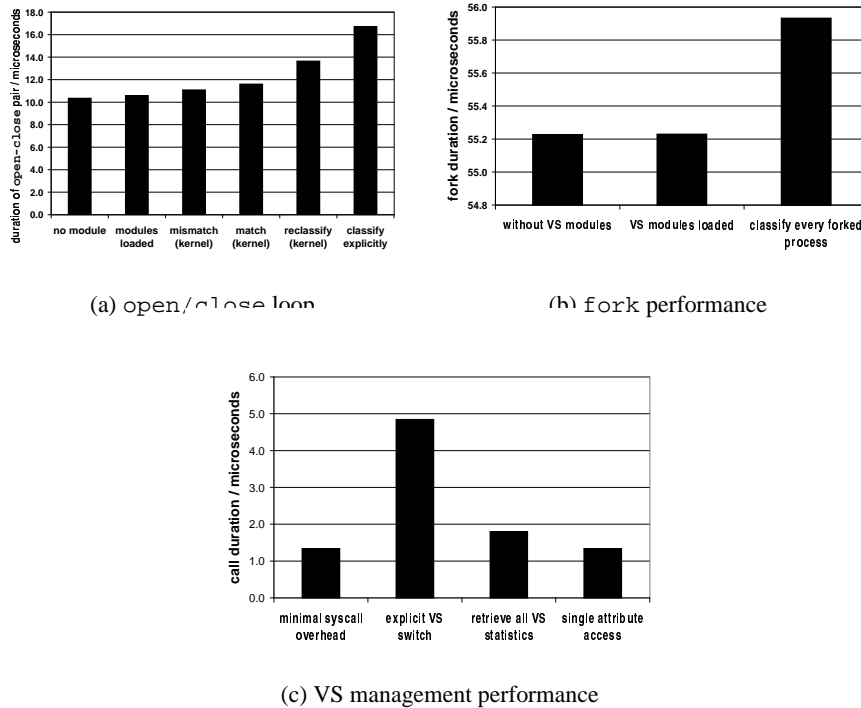 duration of open-close pair / microseconds
18.0
16.0
14.0
12.0
10.0
8.0
6.0
4.0
2.0
0.0
no module
modules
loaded
mismatch
(kernel)
match
(kernel)
reclassify
(kernel)
classify
explicitly
(a) open/close loop
fork duration / microseconds
56.0
55.8
55.6
55.4
55.2
55.0
54.8
without VS modules
VS modules loaded
classify every forked
process
(b) fork performance
call duration / microseconds
6.0
5.0
4.0
3.0
2.0
1.0
0.0
minimal syscall
overhead
explicit VS
switch
retrieve all VS
statistics
single attribute
access
(c) VS management performance